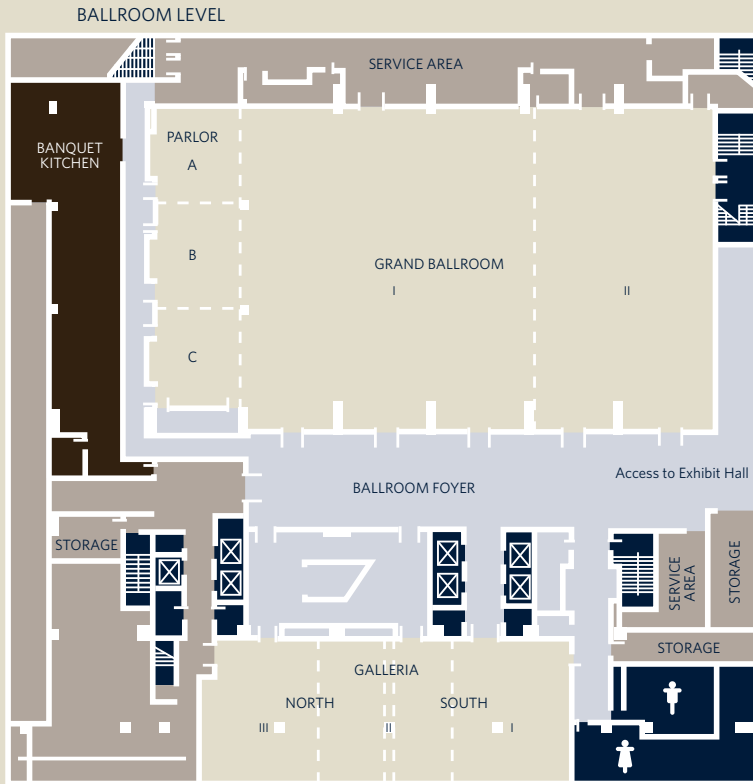 BALLROOM LEVEL
SERVICE AREA
BANQUET
KITCHEN
PARLOR
A
B
C
GRAND BALLROOM
I
II
BALLROOM FOYER
Access to Exhibit Hall
STORAGE
SERVICE
AREA
STORAGE
STORAGE
GALLERIA
NORTH
SOUTH
III
II
I